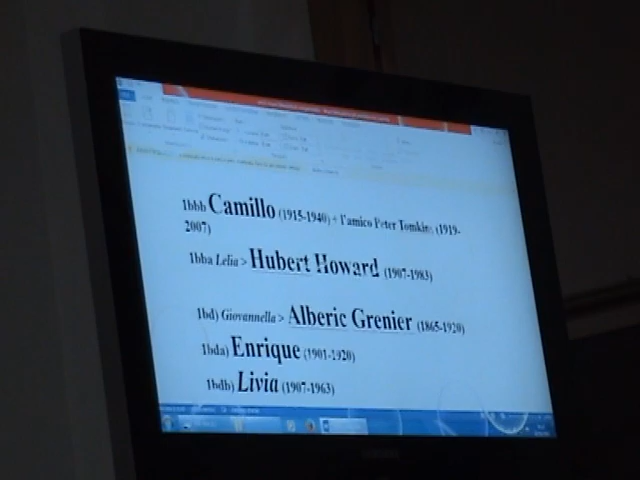 1bbb Camillo (1915-1940) + l'amico Peter Tomkins (1919-
2007)
1bba Lelia > Hubert Howard (1907-1983)
1bd) Giovannella > Alberic Grenier (1865-1920)
1bda) Enrique (1901-1920)
1bdb) Livia (1907-1963)